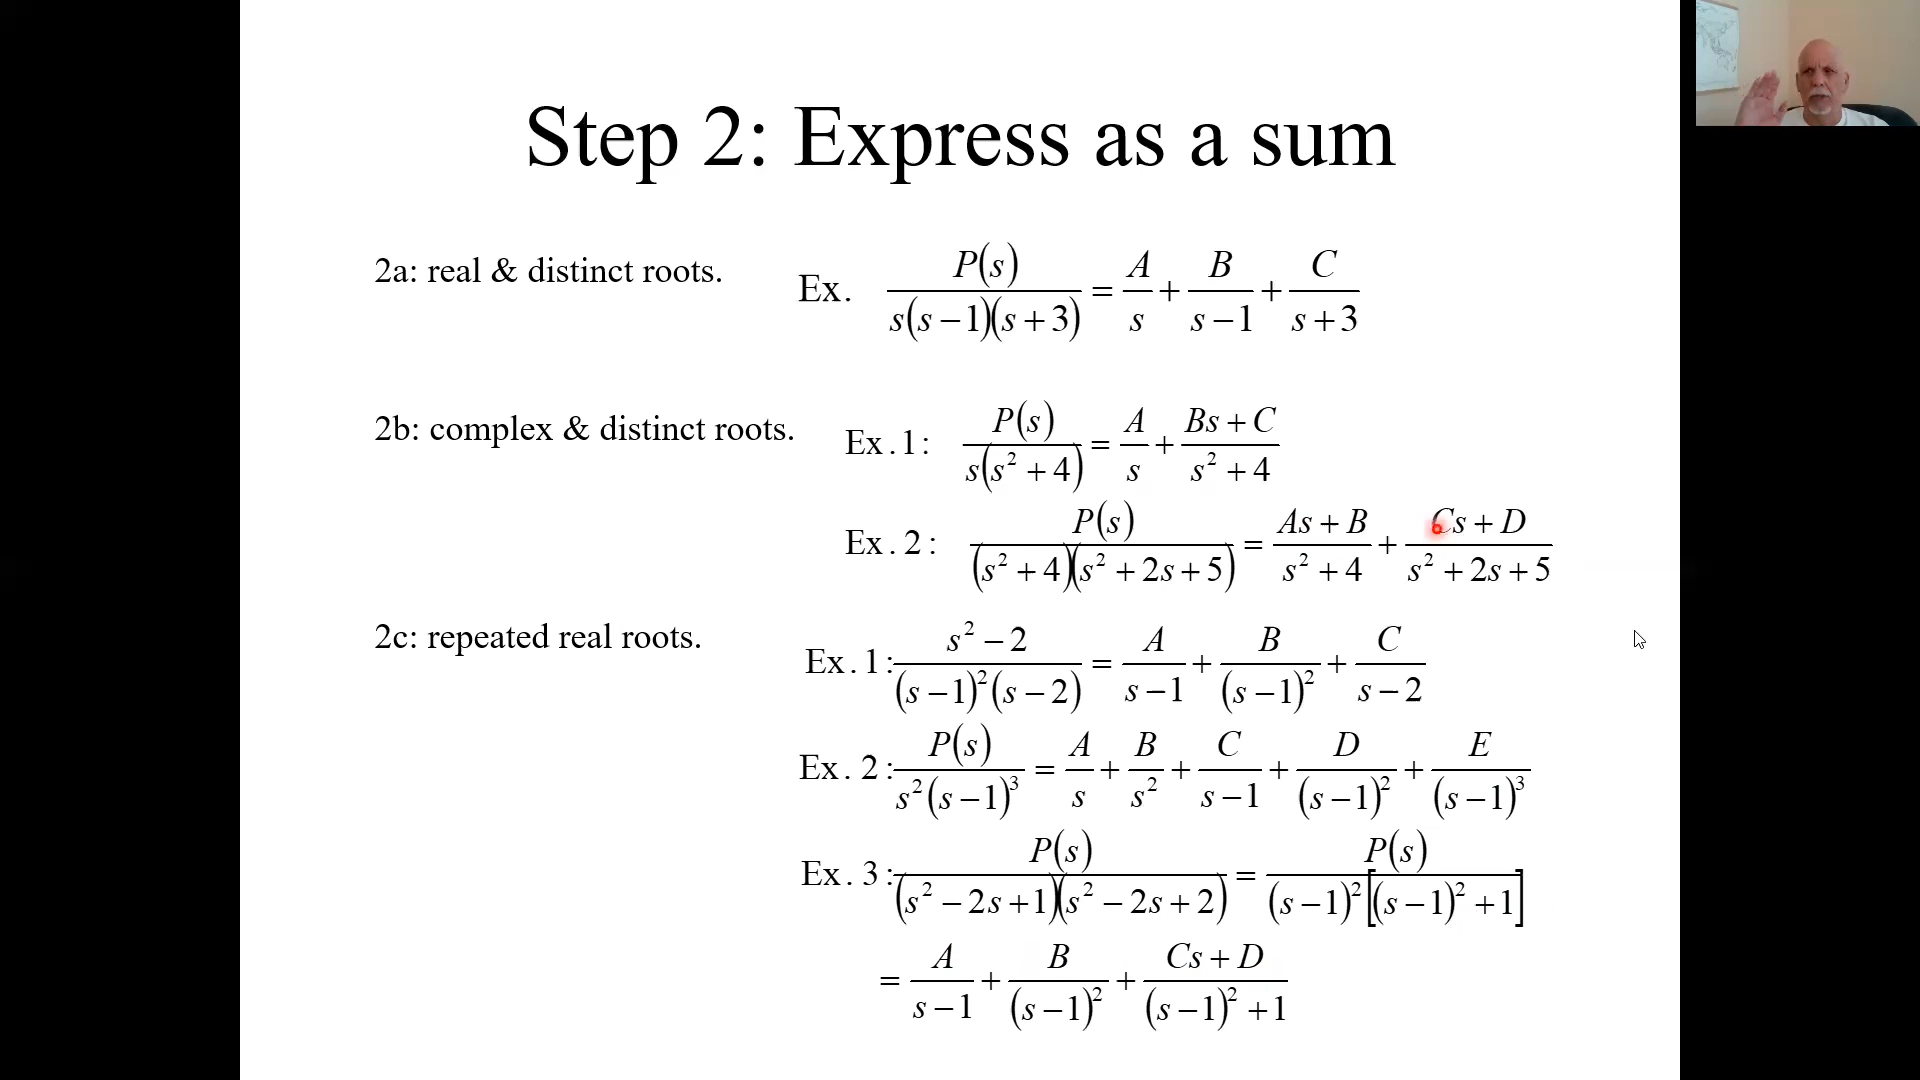 Step 2: Express as a sum
2a: real & distinct roots. Ex. P(s)/(s(s−1)(s+3)) = A/s + B/(s−1) + C/(s+3)
2b: complex & distinct roots. Ex.1: P(s)/(s(s²+4)) = A/s + (Bs+C)/(s²+4)
Ex.2: P(s)/((s²+4)(s²+2s+5)) = (As+B)/(s²+4) + (Cs+D)/(s²+2s+5)
2c: repeated real roots. Ex.1: (s²−2)/((s−1)²(s−2)) = A/(s−1) + B/(s−1)² + C/(s−2)
Ex.2: P(s)/(s²(s−1)³) = A/s + B/s² + C/(s−1) + D/(s−1)² + E/(s−1)³
Ex.3: P(s)/((s²−2s+1)(s²−2s+2)) = P(s)/((s−1)²[(s−1)²+1])
= A/(s−1) + B/(s−1)² + (Cs+D)/((s−1)²+1)